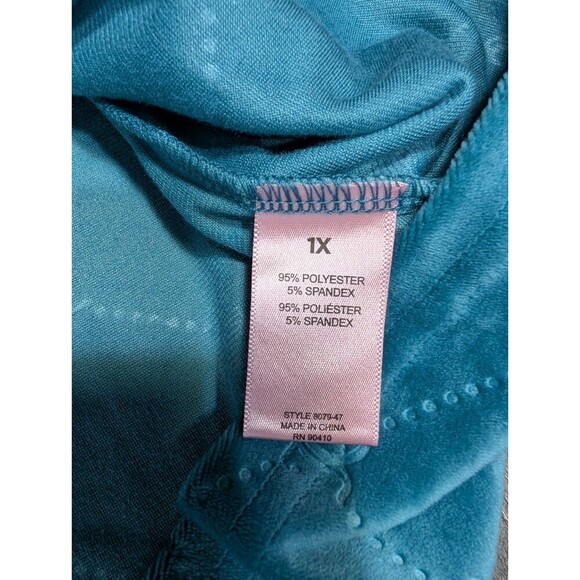 1X
95% POLYESTER
5% SPANDEX
95% POLIÉSTER
5% SPANDEX
STYLE 8079-47
MADE IN CHINA
RN 90410